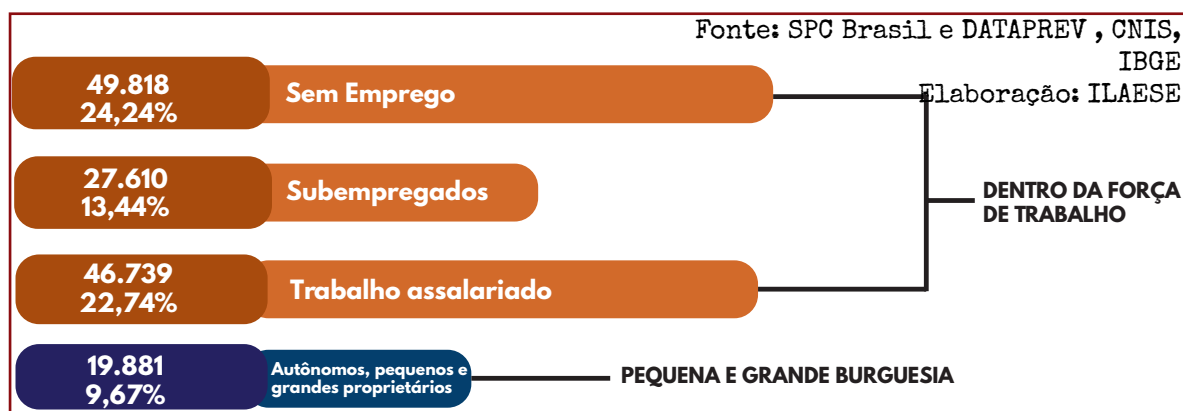 Fonte: SPC Brasil e DATAPREV , CNIS,
IBGE
Elaboração: ILAESE
49.818
24,24%
Sem Emprego
27.610
13,44%
Subempregados
DENTRO DA FORÇA
DE TRABALHO
46.739
22,74%
Trabalho assalariado
19.881
9,67%
Autônomos, pequenos e
grandes proprietários
PEQUENA E GRANDE BURGUESIA